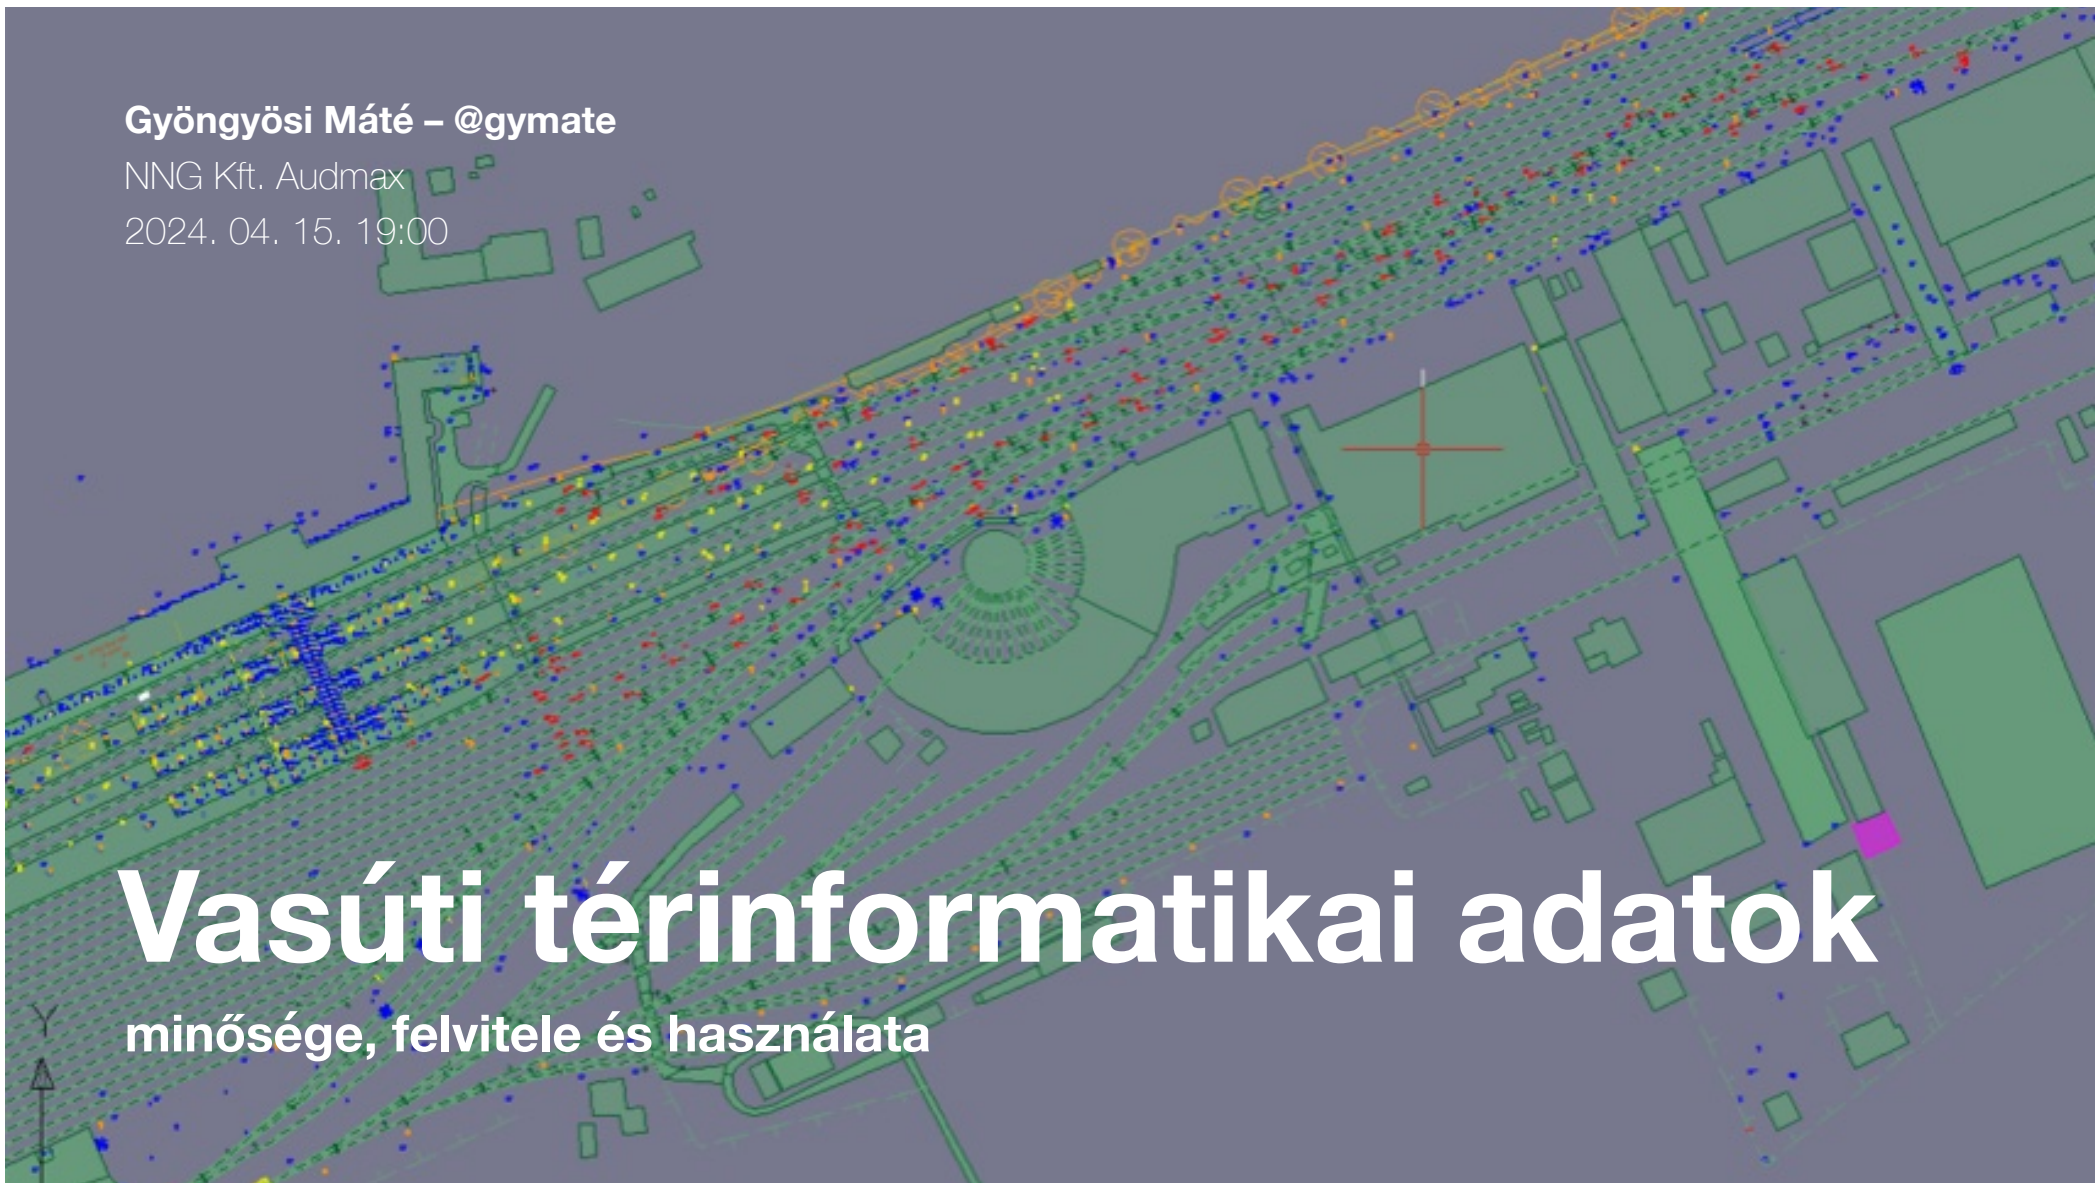 Gyöngyösi Máté – @gymate
NNG Kft. Audmax
2024. 04. 15. 19:00
Vasúti térinformatikai adatok
minősége, felvitele és használata
Y